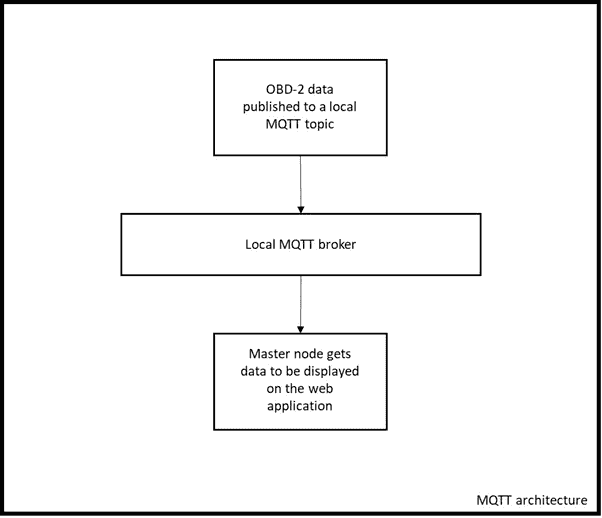 OBD-2 data
published to a local
MQTT topic
Local MQTT broker
Master node gets
data to be displayed
on the web
application
MQTT architecture